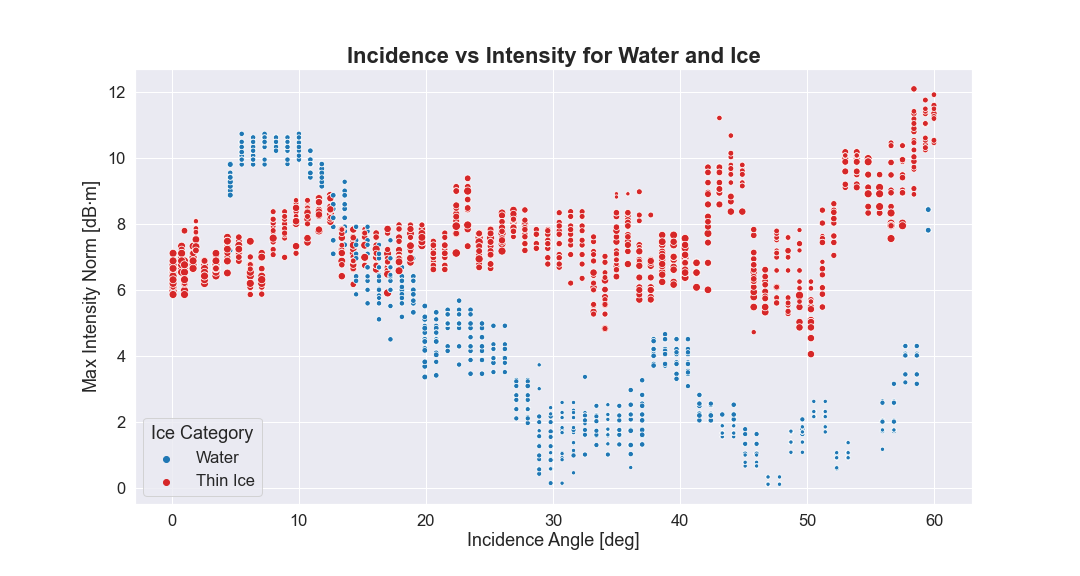 Incidence vs Intensity for Water and Ice
Max Intensity Norm [dB·m]
12
10
8
6
4
2
0
Ice Category
Water
Thin Ice
0 10 20 30 40 50 60
Incidence Angle [deg]